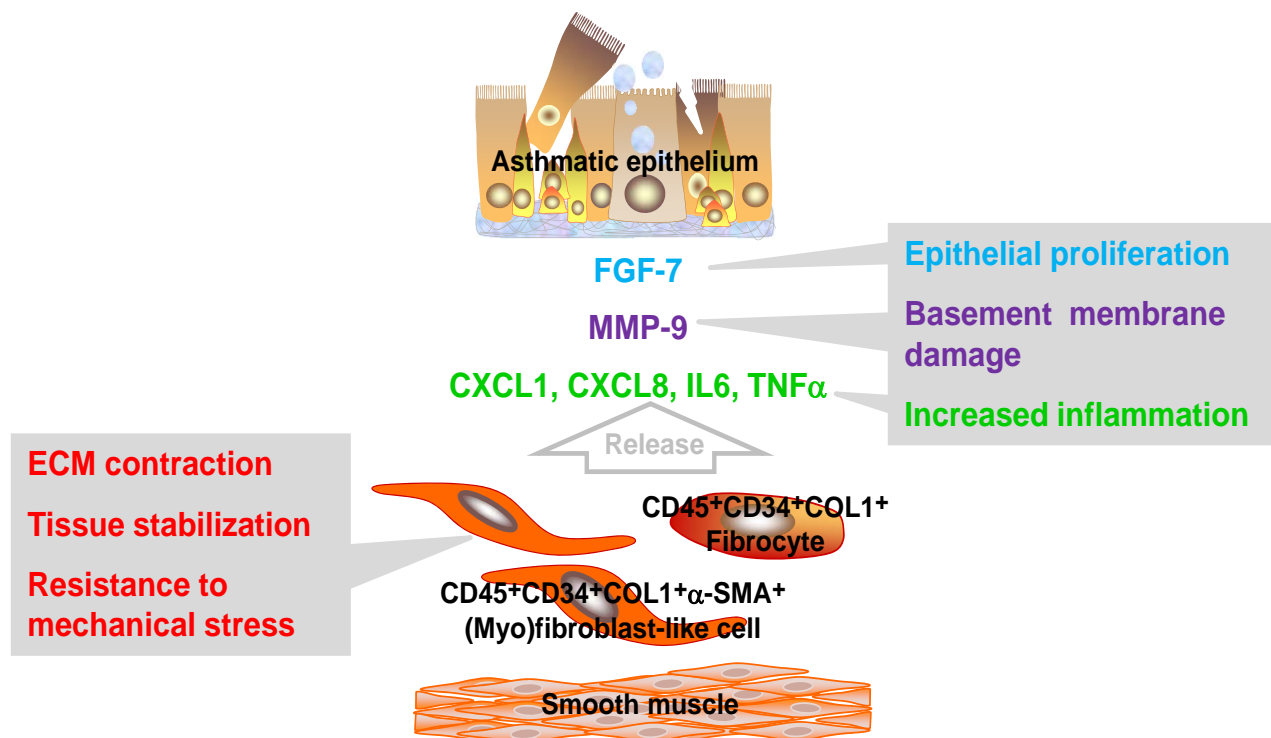 Asthmatic epithelium
FGF-7
MMP-9
CXCL1, CXCL8, IL6, TNFα
Epithelial proliferation
Basement membrane
damage
Increased inflammation
Release
ECM contraction
Tissue stabilization
Resistance to
mechanical stress
CD45⁺CD34⁺COL1⁺
Fibrocyte
CD45⁺CD34⁺COL1⁺α-SMA⁺
(Myo)fibroblast-like cell
Smooth muscle